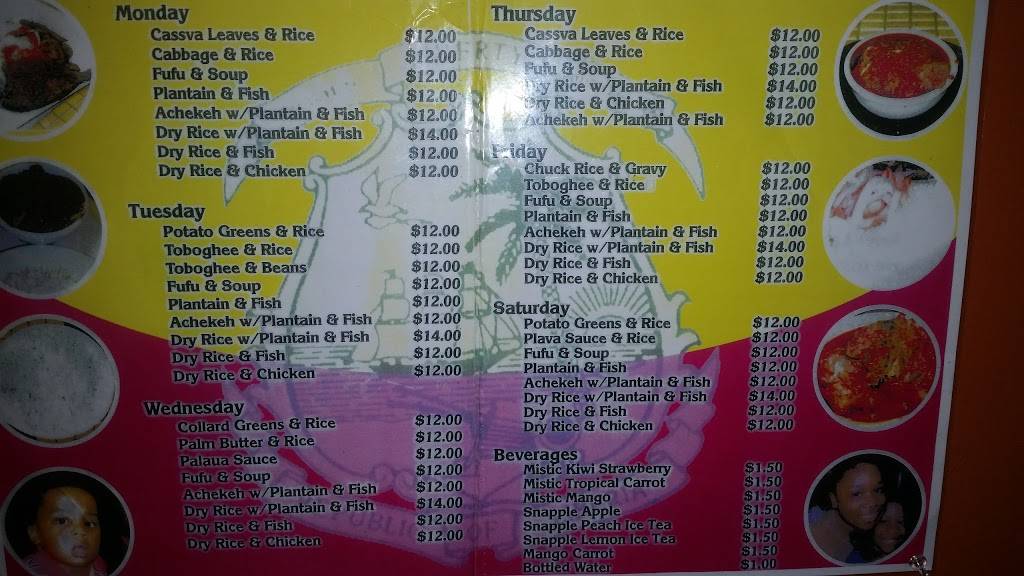 Monday
Cassva Leaves & Rice $12.00
Cabbage & Rice $12.00
Fufu & Soup $12.00
Plantain & Fish $12.00
Achekeh w/Plantain & Fish $12.00
Dry Rice w/Plantain & Fish $14.00
Dry Rice & Fish $12.00
Dry Rice & Chicken $12.00
Tuesday
Potato Greens & Rice $12.00
Toboghee & Rice $12.00
Toboghee & Beans $12.00
Fufu & Soup $12.00
Plantain & Fish $12.00
Achekeh w/Plantain & Fish $12.00
Dry Rice w/Plantain & Fish $14.00
Dry Rice & Fish $12.00
Dry Rice & Chicken $12.00
Wednesday
Collard Greens & Rice $12.00
Palm Butter & Rice $12.00
Palaua Sauce $12.00
Fufu & Soup $12.00
Achekeh w/Plantain & Fish $12.00
Dry Rice w/Plantain & Fish $14.00
Dry Rice & Fish $12.00
Dry Rice & Chicken $12.00
Thursday
Cassva Leaves & Rice $12.00
Cabbage & Rice $12.00
Fufu & Soup $12.00
Dry Rice w/Plantain & Fish $14.00
Dry Rice & Chicken $12.00
Achekeh w/Plantain & Fish $12.00
Friday
Chuck Rice & Gravy $12.00
Toboghee & Rice $12.00
Fufu & Soup $12.00
Plantain & Fish $12.00
Achekeh w/Plantain & Fish $12.00
Dry Rice w/Plantain & Fish $14.00
Dry Rice & Fish $12.00
Dry Rice & Chicken $12.00
Saturday
Potato Greens & Rice $12.00
Plava Sauce & Rice $12.00
Fufu & Soup $12.00
Plantain & Fish $12.00
Achekeh w/Plantain & Fish $12.00
Dry Rice w/Plantain & Fish $14.00
Dry Rice & Fish $12.00
Dry Rice & Chicken $12.00
Beverages
Mistic Kiwi Strawberry $1.50
Mistic Tropical Carrot $1.50
Mistic Mango $1.50
Snapple Apple $1.50
Snapple Peach Ice Tea $1.50
Snapple Lemon Ice Tea $1.50
Mango Carrot $1.50
Bottled Water $1.00